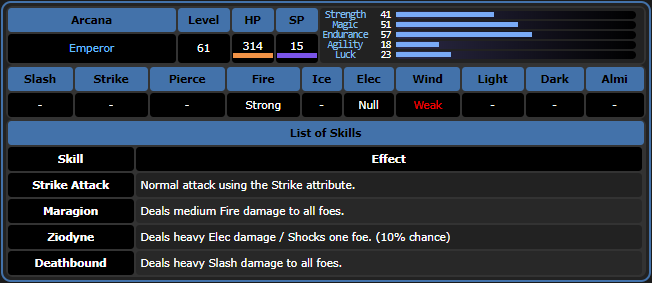 Arcana Level HP SP
Emperor 61 314 15
Strength 41
Magic 51
Endurance 57
Agility 18
Luck 23
Slash Strike Pierce Fire Ice Elec Wind Light Dark Almi
- - - Strong - Null Weak - - -
List of Skills
Skill Effect
Strike Attack Normal attack using the Strike attribute.
Maragion Deals medium Fire damage to all foes.
Ziodyne Deals heavy Elec damage / Shocks one foe. (10% chance)
Deathbound Deals heavy Slash damage to all foes.